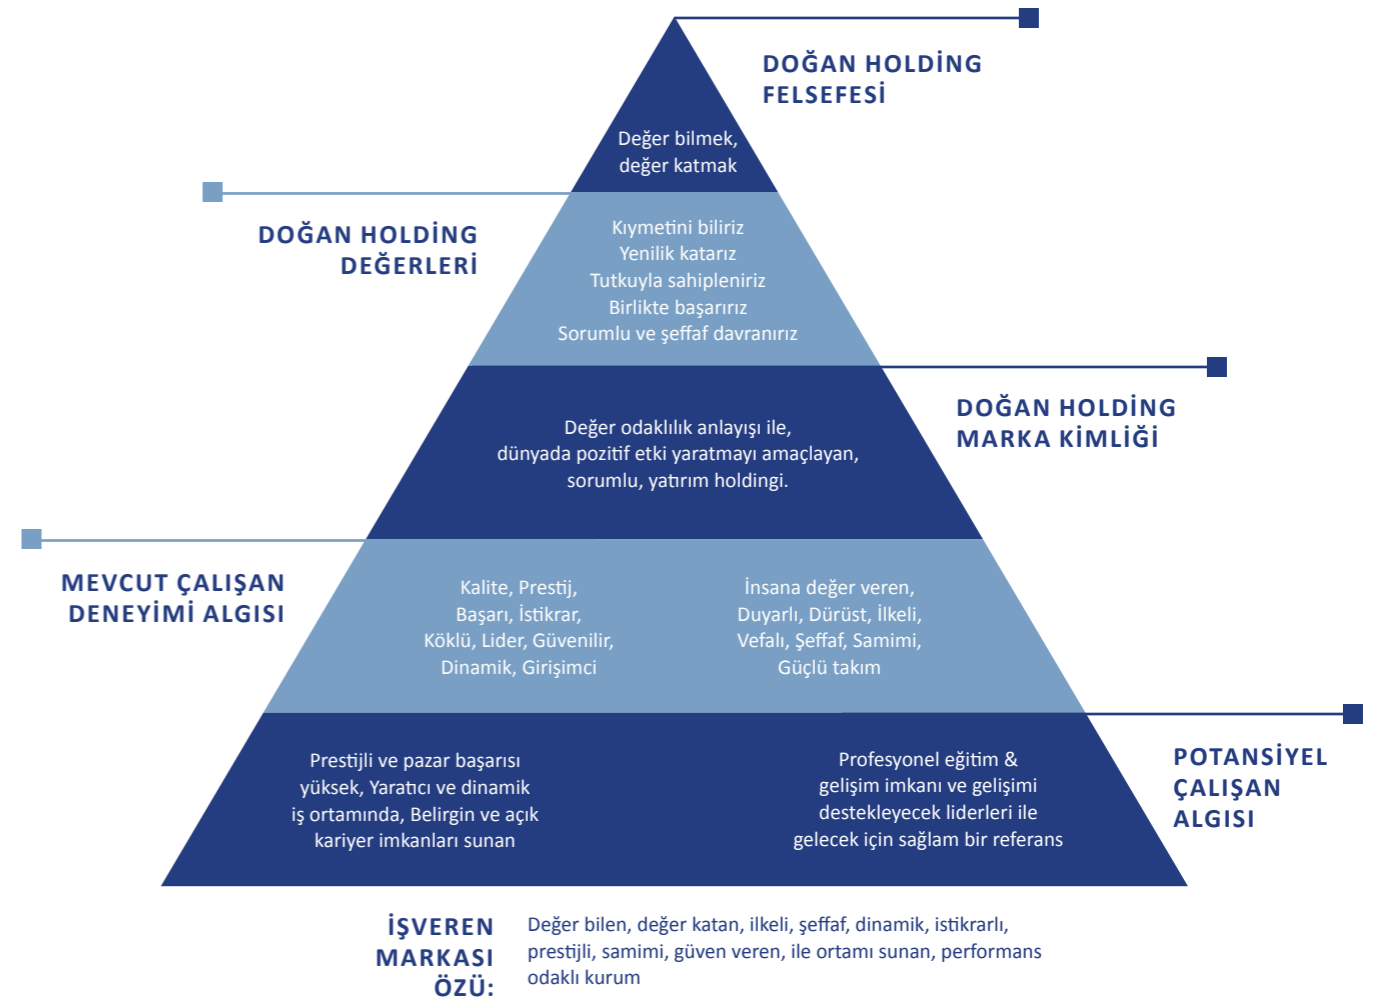 DOĞAN HOLDİNG
FELSEFESİ
Değer bilmek,
değer katmak
DOĞAN HOLDİNG
DEĞERLERİ
Kıymetini biliriz
Yenilik katarız
Tutkuyla sahipleniriz
Birlikte başarırız
Sorumlu ve şeffaf davranırız
DOĞAN HOLDİNG
MARKA KİMLİĞİ
Değer odaklılık anlayışı ile,
dünyada pozitif etki yaratmayı amaçlayan,
sorumlu, yatırım holdingi.
MEVCUT ÇALIŞAN
DENEYİMİ ALGISI
Kalite, Prestij,
Başarı, İstikrar,
Köklü, Lider, Güvenilir,
Dinamik, Girişimci
İnsana değer veren,
Duyarlı, Dürüst, İlkeli,
Vefalı, Şeffaf, Samimi,
Güçlü takım
POTANSİYEL
ÇALIŞAN
ALGISI
Prestijli ve pazar başarısı
yüksek, Yaratıcı ve dinamik
iş ortamında, Belirgin ve açık
kariyer imkanları sunan
Profesyonel eğitim &
gelişim imkanı ve gelişimi
destekleyecek liderleri ile
gelecek için sağlam bir referans
İŞVEREN
MARKASI
ÖZÜ:
Değer bilen, değer katan, ilkeli, şeffaf, dinamik, istikrarlı,
prestijli, samimi, güven veren, ile ortamı sunan, performans
odaklı kurum